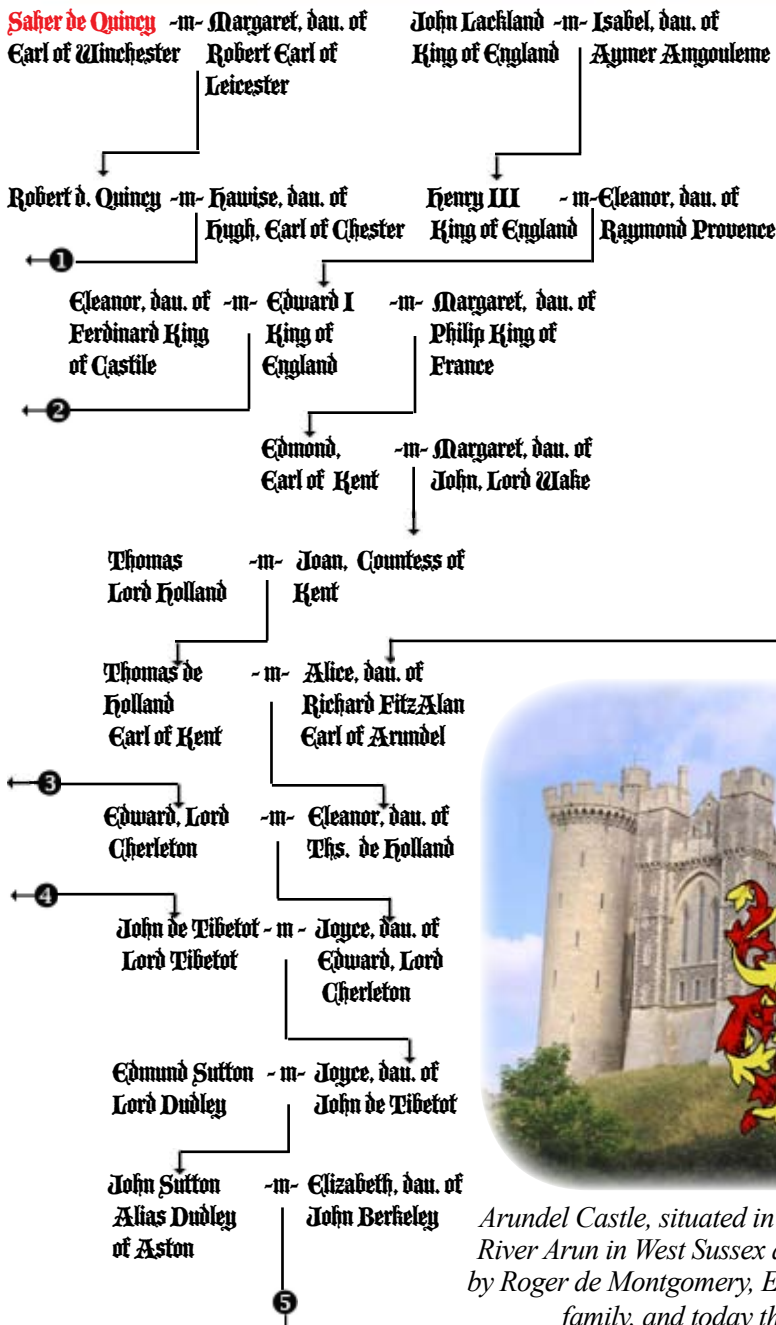 Saher de Quincy -m- Margaret, dau. of
Earl of Winchester Robert Earl of
Leicester
John Lackland -m- Isabel, dau. of
King of England Aymer Amgouleme
Robert d. Quincy -m- Hawise, dau. of
Hugh, Earl of Chester
Henry III - m- Eleanor, dau. of
King of England Raymond Provence
1
Eleanor, dau. of -m- Edward I -m- Margaret, dau. of
Ferdinard King King of Philip King of
of Castile England France
2
Edmond, -m- Margaret, dau. of
Earl of Kent John, Lord Wake
Thomas -m- Joan, Countess of
Lord Holland Kent
Thomas de - m- Alice, dau. of
Holland Richard FitzAlan
Earl of Kent Earl of Arundel
3
Edward, Lord -m- Eleanor, dau. of
Cherleton Ths. de Holland
4
John de Tibetot - m - Joyce, dau. of
Lord Tibetot Edward, Lord
Cherleton
Edmund Sutton - m- Joyce, dau. of
Lord Dudley John de Tibetot
John Sutton -m- Elizabeth, dau. of
Alias Dudley John Berkeley
of Aston
5
Arundel Castle, situated in
River Arun in West Sussex
by Roger de Montgomery, E
family, and today th